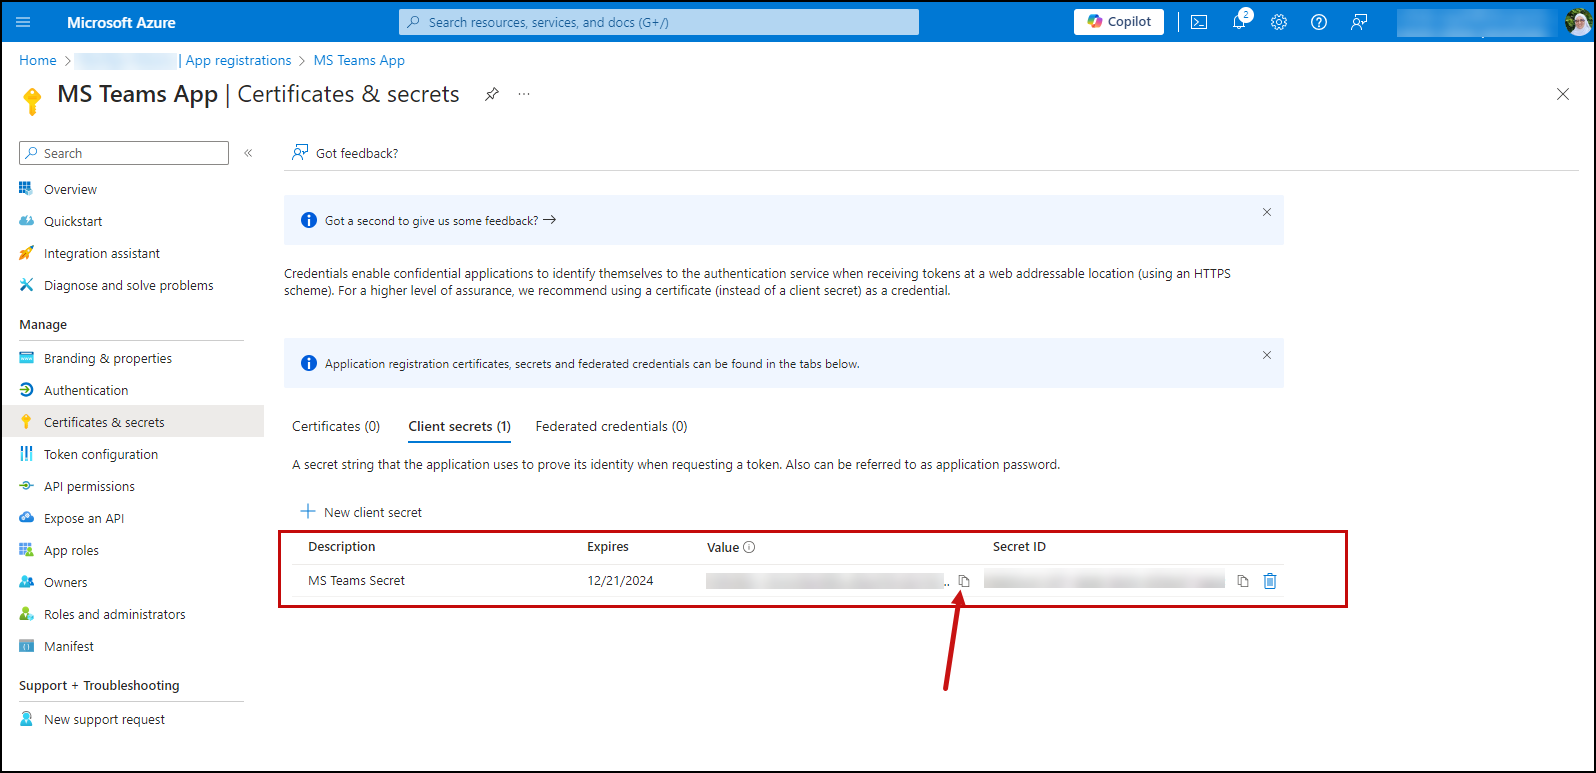 Microsoft Azure
Search resources, services, and docs (G+/)
Copilot
2
Home > | App registrations > MS Teams App
MS Teams App | Certificates & secrets
Search
«
Got feedback?
Overview
Quickstart
Integration assistant
Diagnose and solve problems
Manage
Branding & properties
Authentication
Certificates & secrets
Token configuration
API permissions
Expose an API
App roles
Owners
Roles and administrators
Manifest
Support + Troubleshooting
New support request
Got a second to give us some feedback? →
Credentials enable confidential applications to identify themselves to the authentication service when receiving tokens at a web addressable location (using an HTTPS
scheme). For a higher level of assurance, we recommend using a certificate (instead of a client secret) as a credential.
Application registration certificates, secrets and federated credentials can be found in the tabs below.
Certificates (0) Client secrets (1) Federated credentials (0)
A secret string that the application uses to prove its identity when requesting a token. Also can be referred to as application password.
New client secret
Description Expires Value Secret ID
MS Teams Secret 12/21/2024 ..